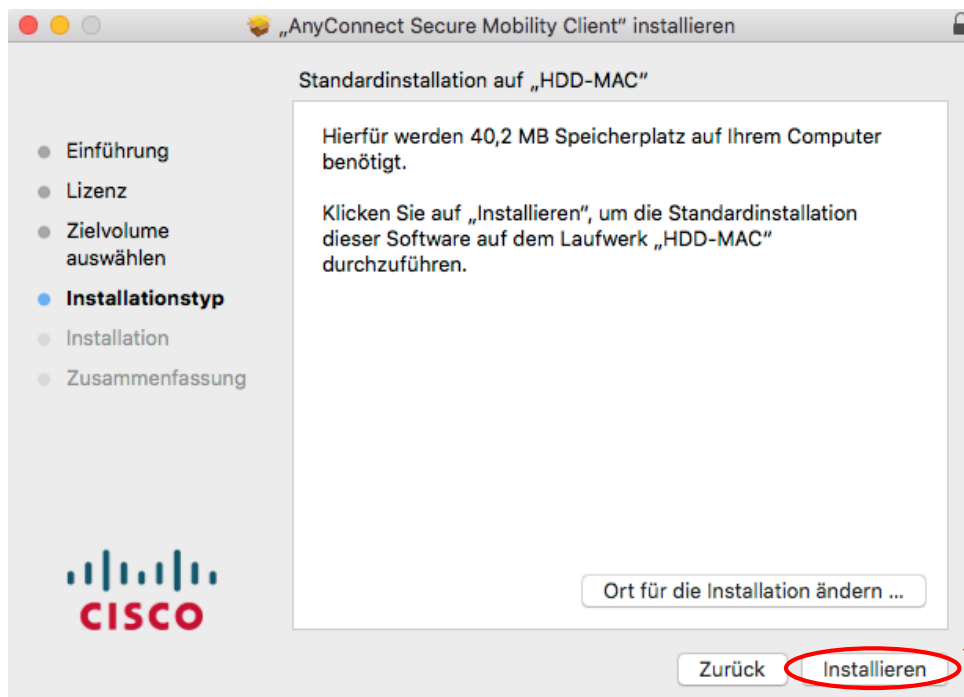 „AnyConnect Secure Mobility Client“ installieren
Standardinstallation auf „HDD-MAC“
Einführung
Lizenz
Zielvolume
auswählen
Installationstyp
Installation
Zusammenfassung
Hierfür werden 40,2 MB Speicherplatz auf Ihrem Computer
benötigt.
Klicken Sie auf „Installieren“, um die Standardinstallation
dieser Software auf dem Laufwerk „HDD-MAC“
durchzuführen.
CISCO
Ort für die Installation ändern ...
Zurück
Installieren